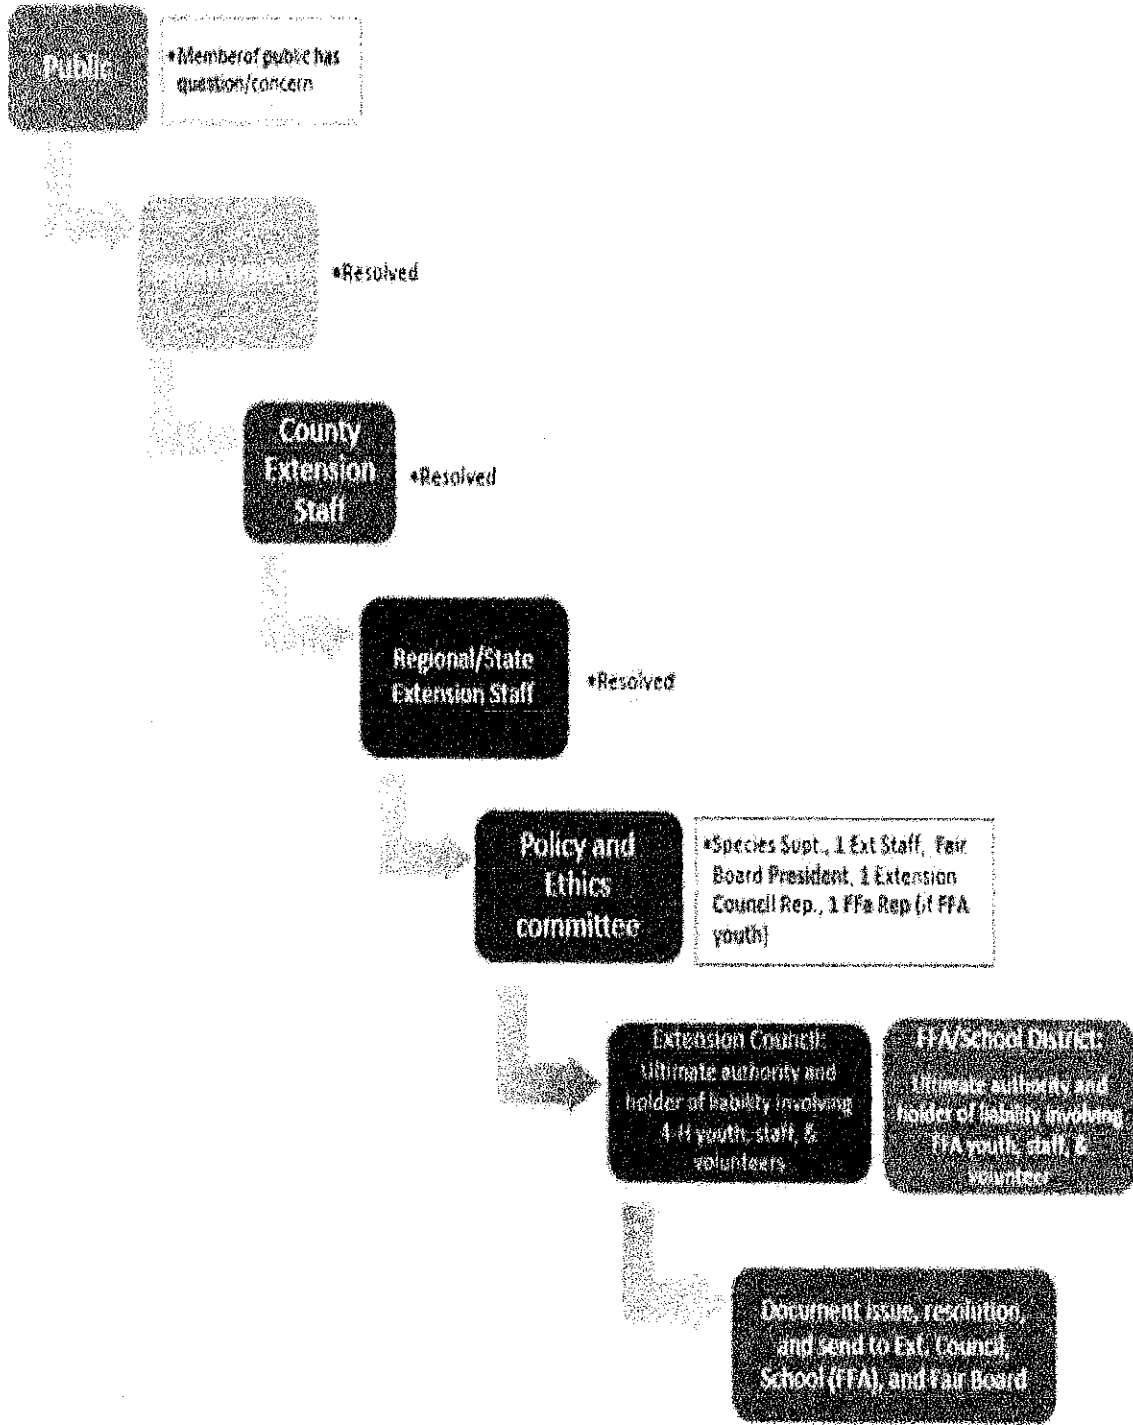 Public
•Memberof public has
question/concern
•Resolved
County
Extension
Staff
•Resolved
Regional/State
Extension Staff
•Resolved
Policy and
Ethics
committee
•Species Supt., 1 Ext Staff, Fair
Board President, 1 Extension
Council Rep., 1 FFa Rep (if FFA
youth)
Extension Council:
Ultimate authority and
holder of liability involving
4-H youth, staff, &
volunteers
FFA/School District:
Ultimate authority and
holder of liability involving
FFA youth, staff, &
volunteer
Document issue, resolution,
and send to Ext. Council,
School (FFA), and Fair Board